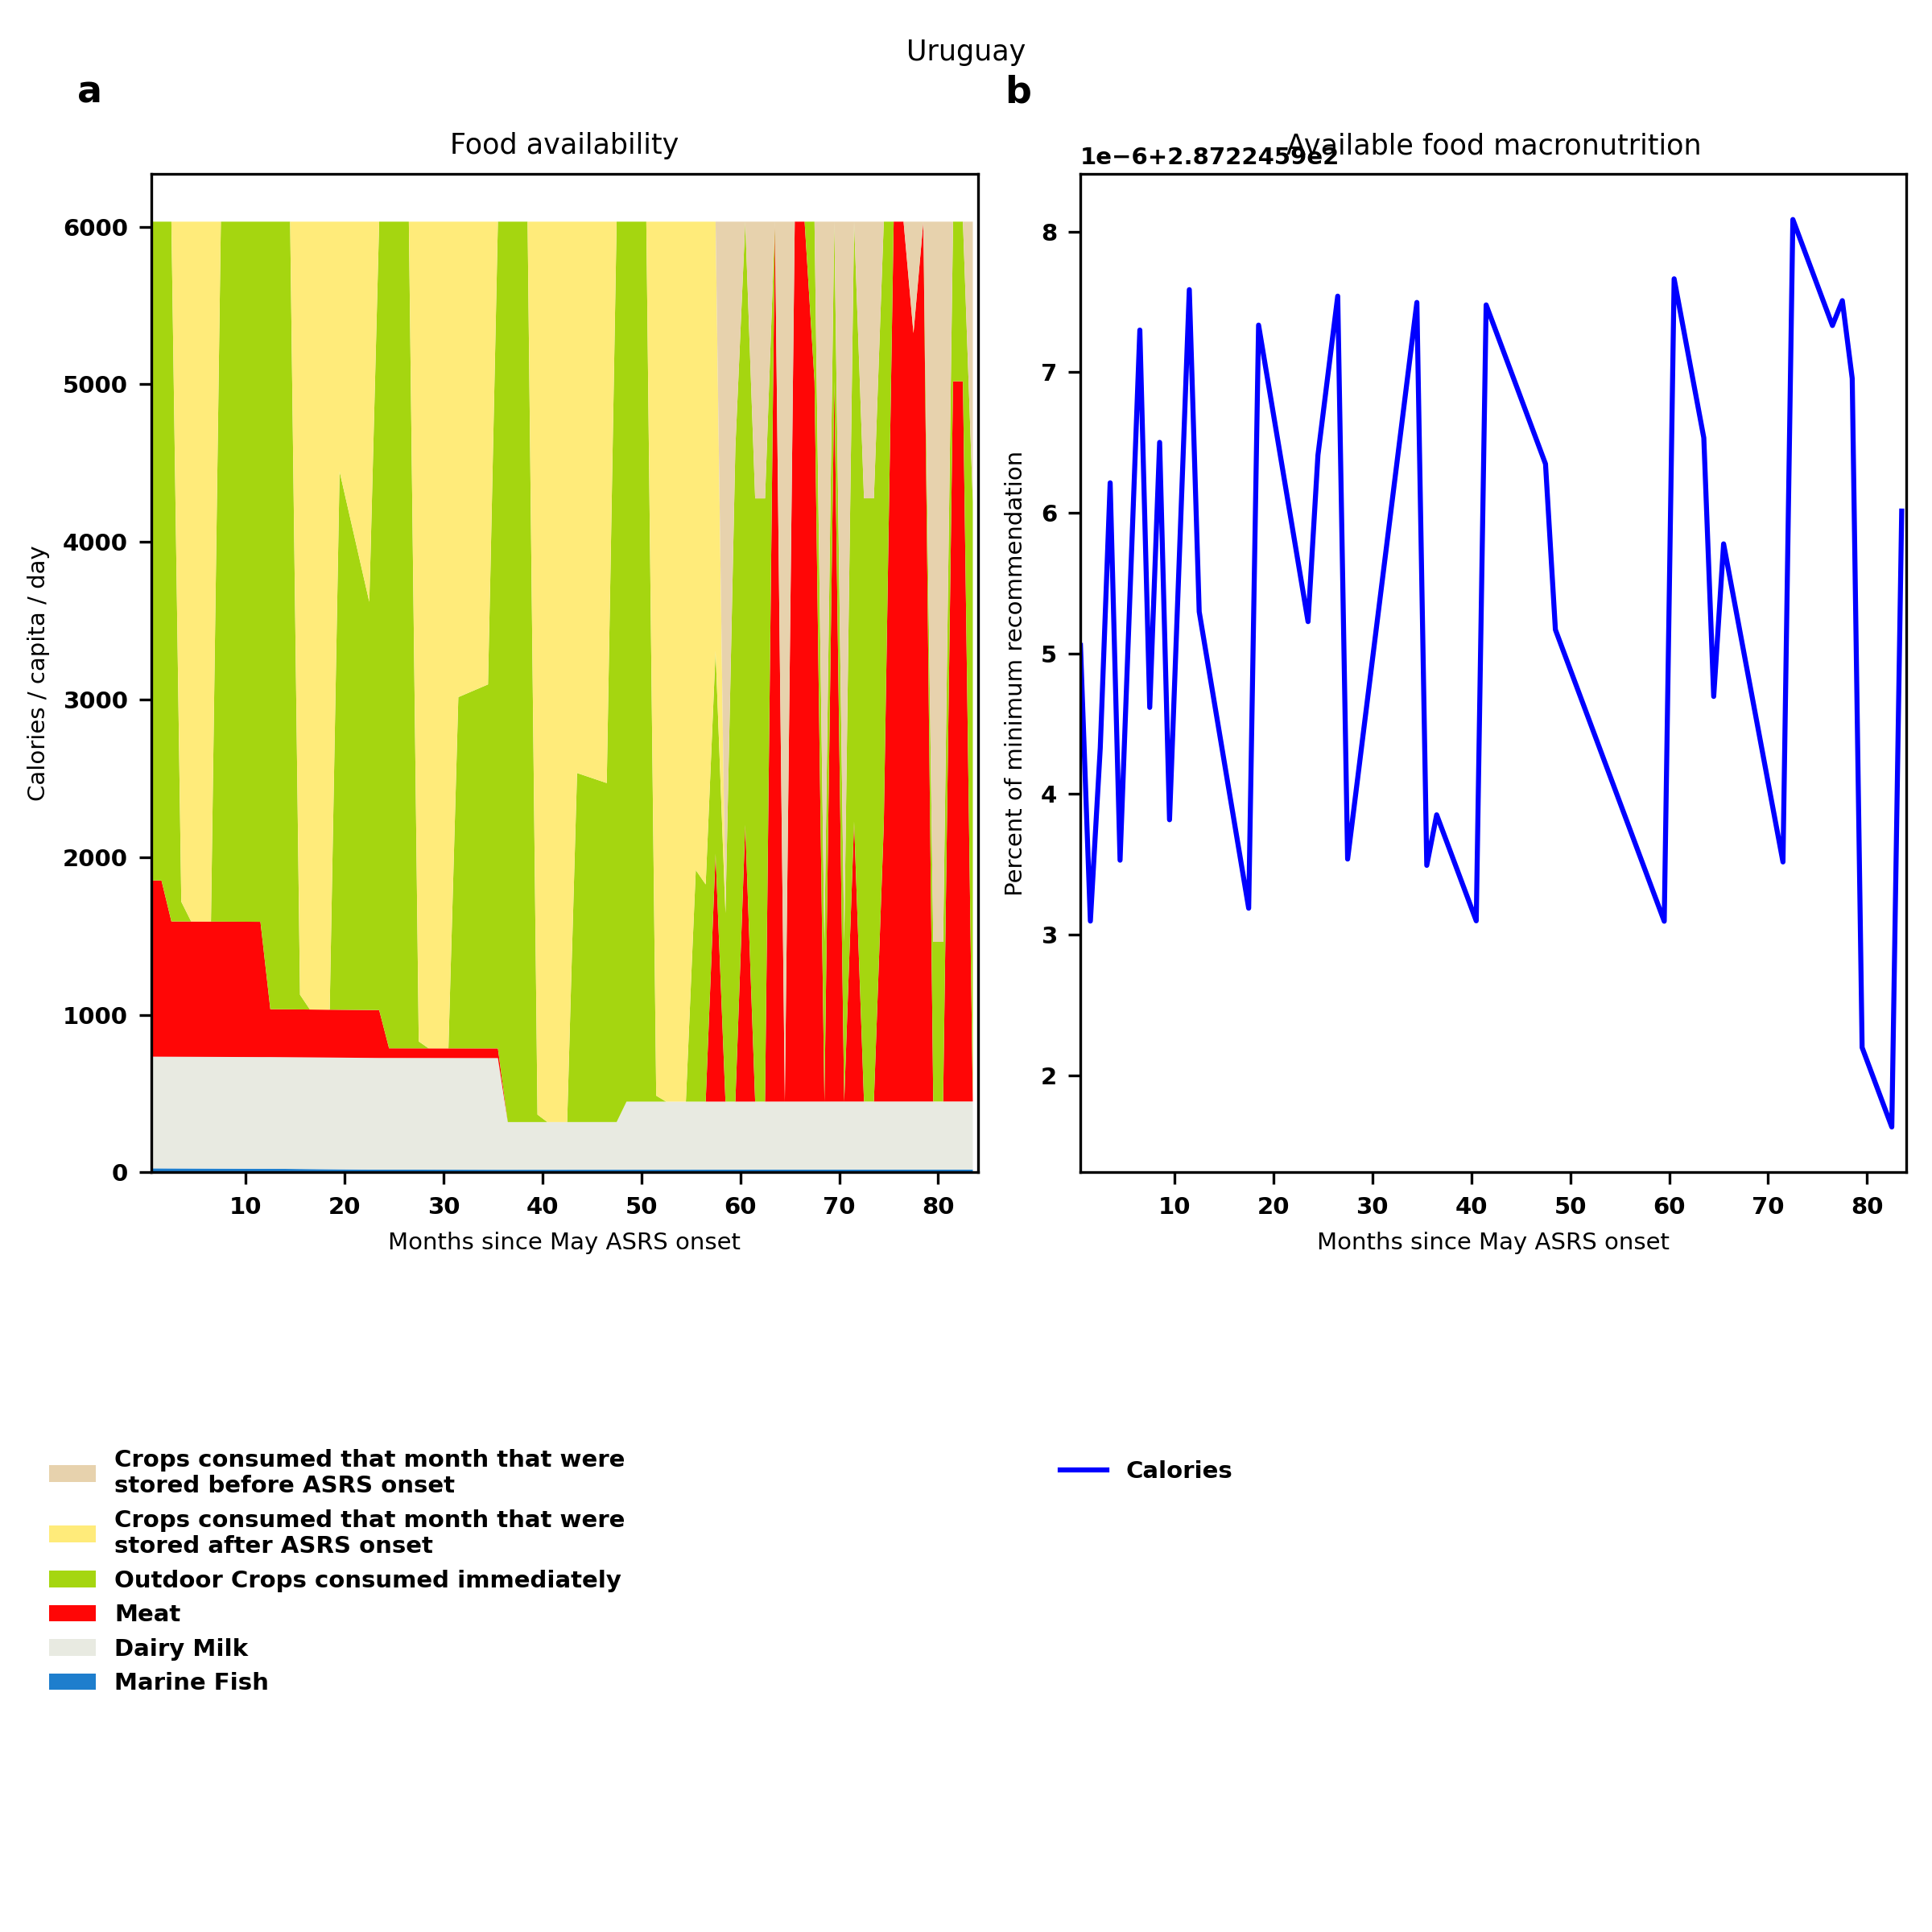 Uruguay
a
b
Food availability
Available food macronutrition
1e−6+2.8722459e2
Calories / capita / day
6000
5000
4000
3000
2000
1000
0
10 20 30 40 50 60 70 80
Months since May ASRS onset
Percent of minimum recommendation
8
7
6
5
4
3
2
10 20 30 40 50 60 70 80
Months since May ASRS onset
Crops consumed that month that were
stored before ASRS onset
Crops consumed that month that were
stored after ASRS onset
Outdoor Crops consumed immediately
Meat
Dairy Milk
Marine Fish
Calories